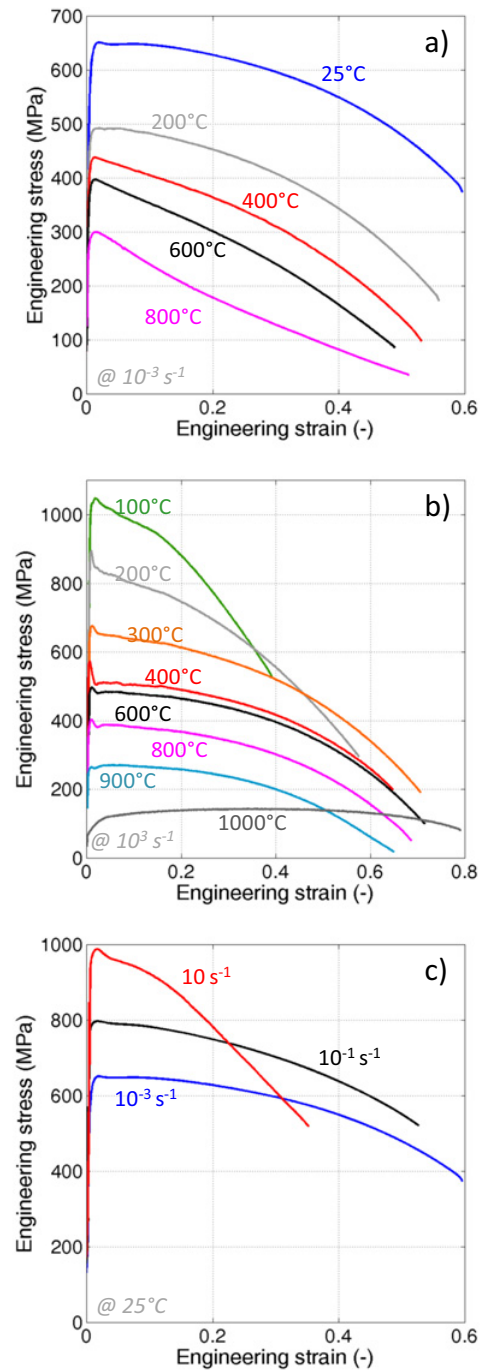 a)
Engineering stress (MPa)
700
600
500
400
300
200
100
0
25°C
200°C
400°C
600°C
800°C
@ 10⁻³ s⁻¹
0 0.2 0.4 0.6
Engineering strain (-)
b)
Engineering stress (MPa)
1000
800
600
400
200
0
100°C
200°C
300°C
400°C
600°C
800°C
900°C
1000°C
@ 10³ s⁻¹
0 0.2 0.4 0.6 0.8
Engineering strain (-)
c)
Engineering stress (MPa)
1000
800
600
400
200
0
10 s⁻¹
10⁻¹ s⁻¹
10⁻³ s⁻¹
@ 25°C
0 0.2 0.4 0.6
Engineering strain (-)